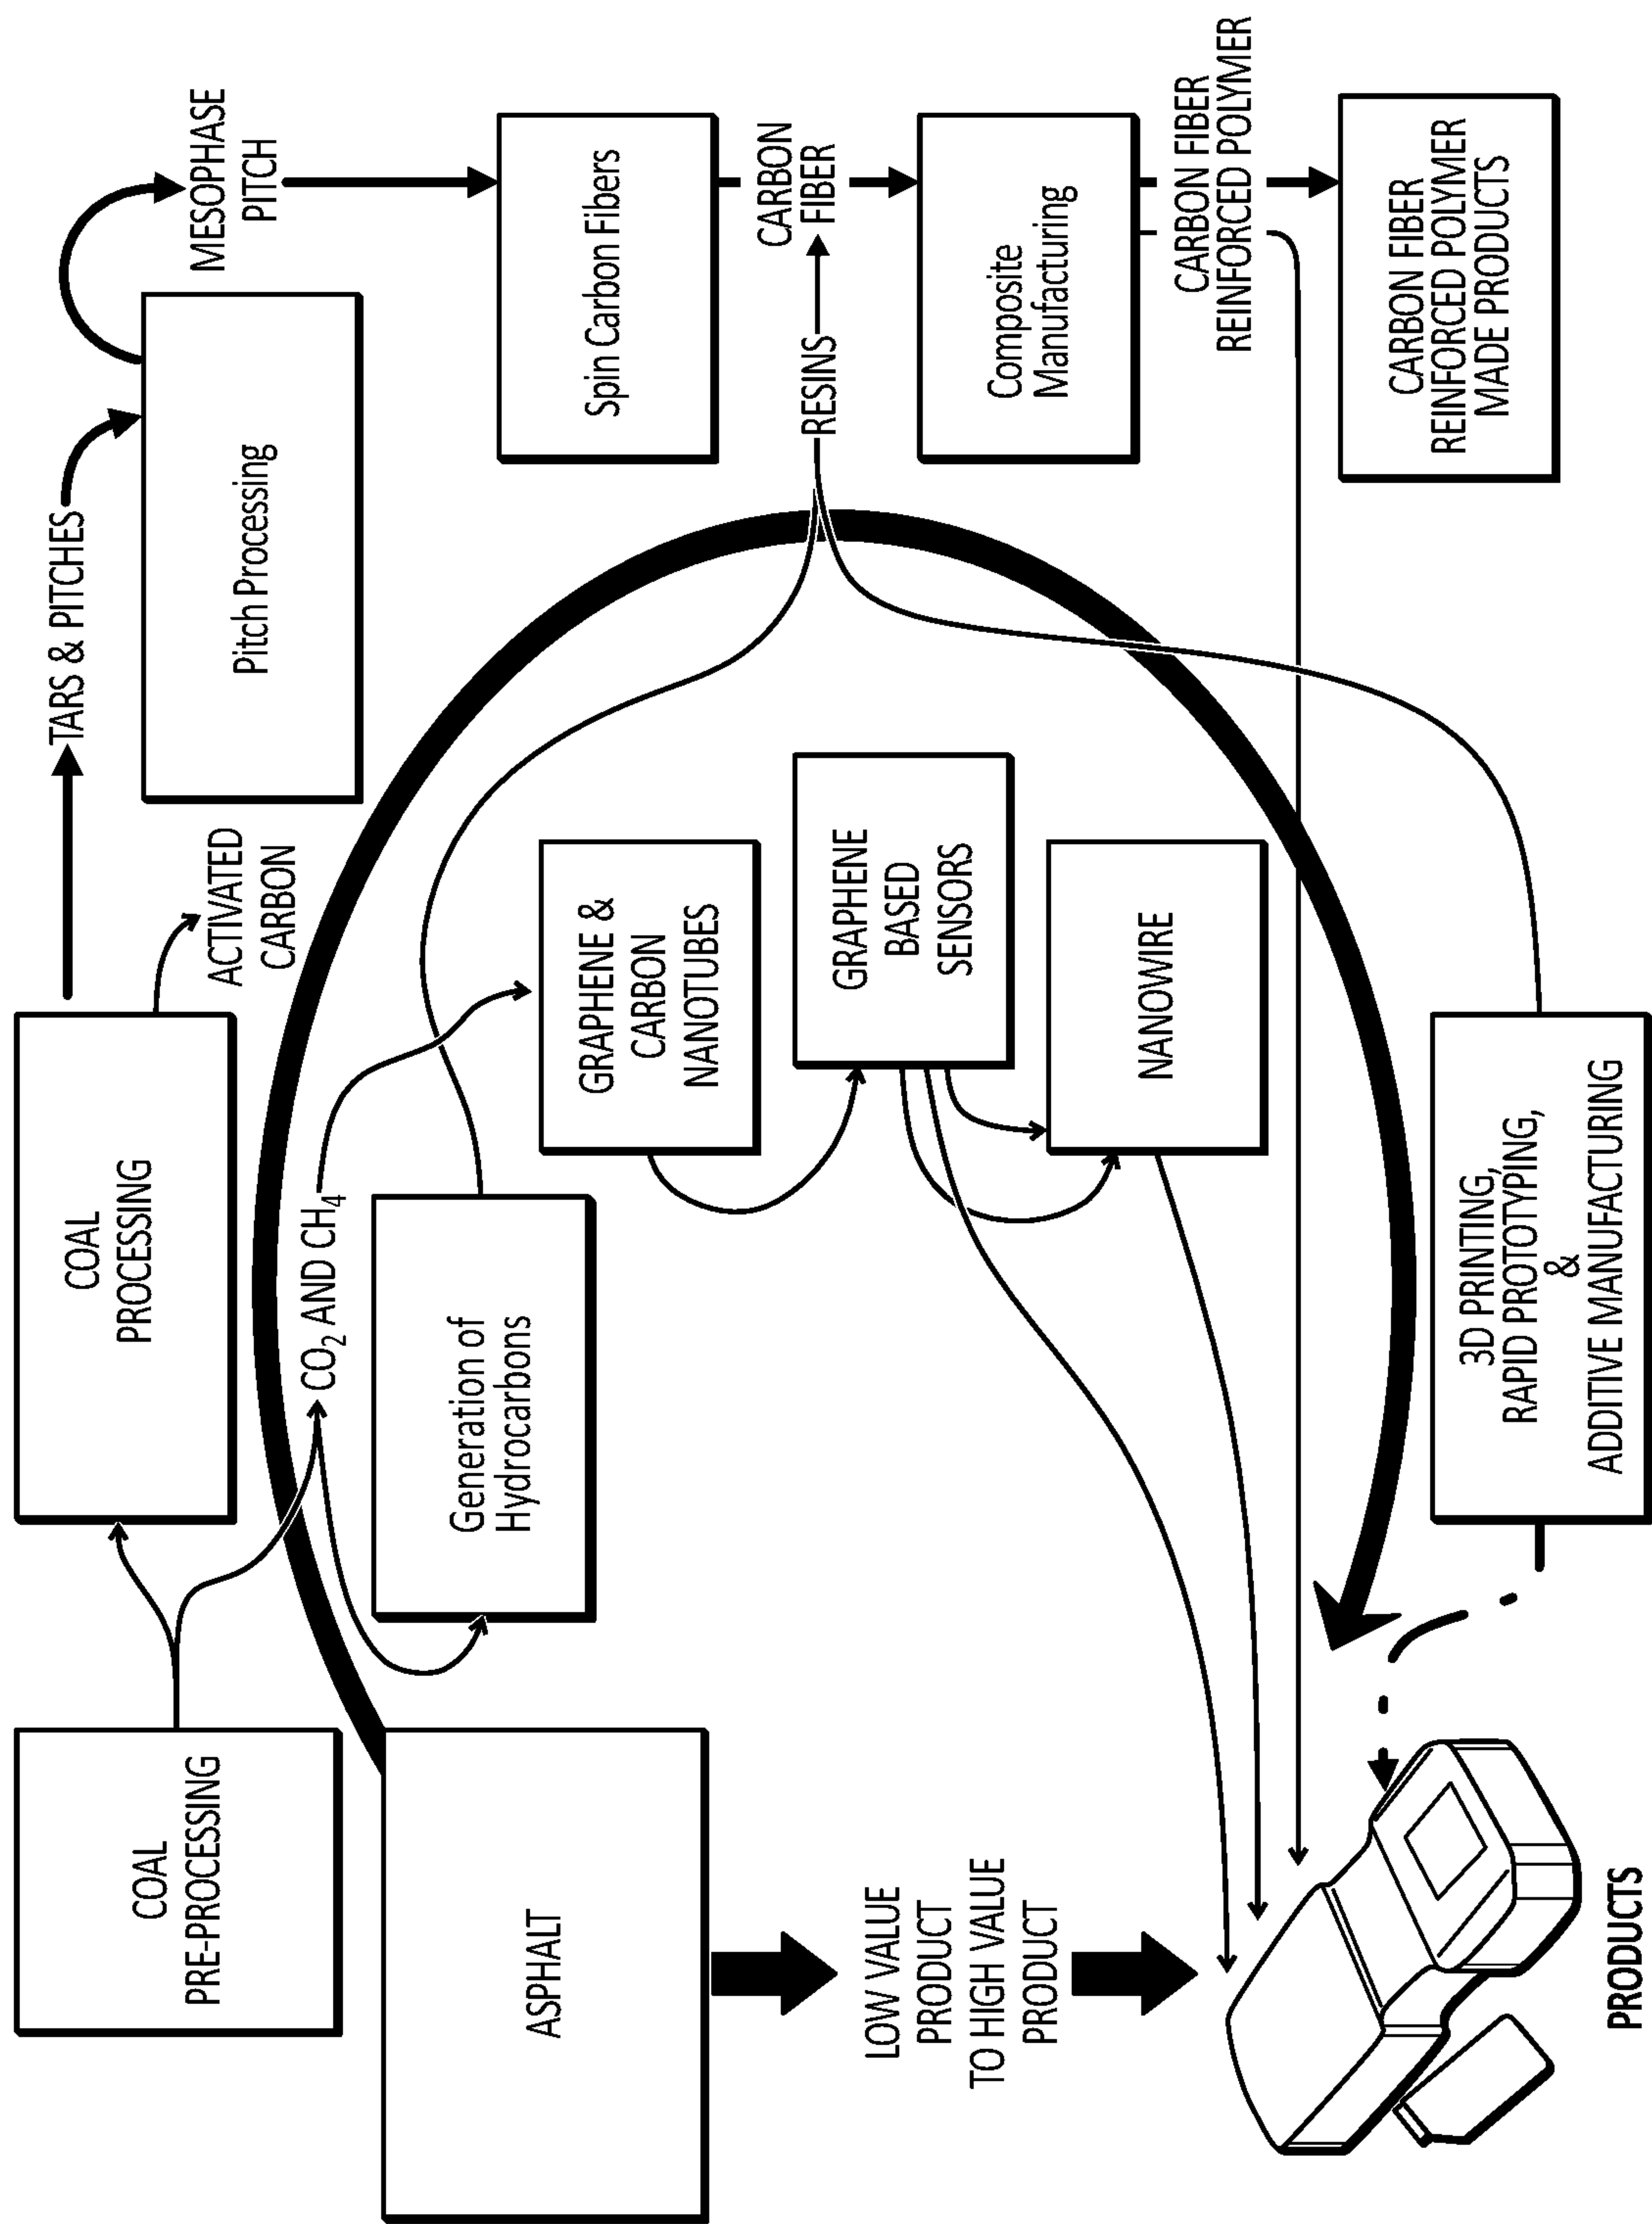 COAL
PRE-PROCESSING
COAL
PROCESSING
TARS & PITCHES
ACTIVATED
CARBON
Pitch Processing
MESOPHASE
PITCH
CO₂ AND CH₄
Generation of
Hydrocarbons
ASPHALT
GRAPHENE &
CARBON
NANOTUBES
Spin Carbon Fibers
CARBON
FIBER
RESINS
GRAPHENE
BASED
SENSORS
Composite
Manufacturing
LOW VALUE
PRODUCT
TO HIGH VALUE
PRODUCT
NANOWIRE
CARBON FIBER
REINFORCED POLYMER
CARBON FIBER
REINFORCED POLYMER
MADE PRODUCTS
3D PRINTING,
RAPID PROTOTYPING,
&
ADDITIVE MANUFACTURING
PRODUCTS